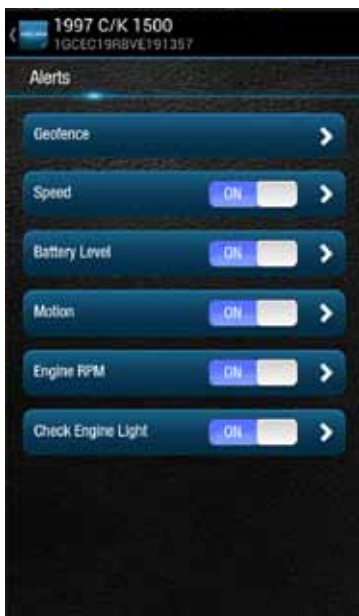 1997 C/K 1500
1GCEC19R8VE191357
Alerts
Geofence
Speed
ON
Battery Level
ON
Motion
ON
Engine RPM
ON
Check Engine Light
ON